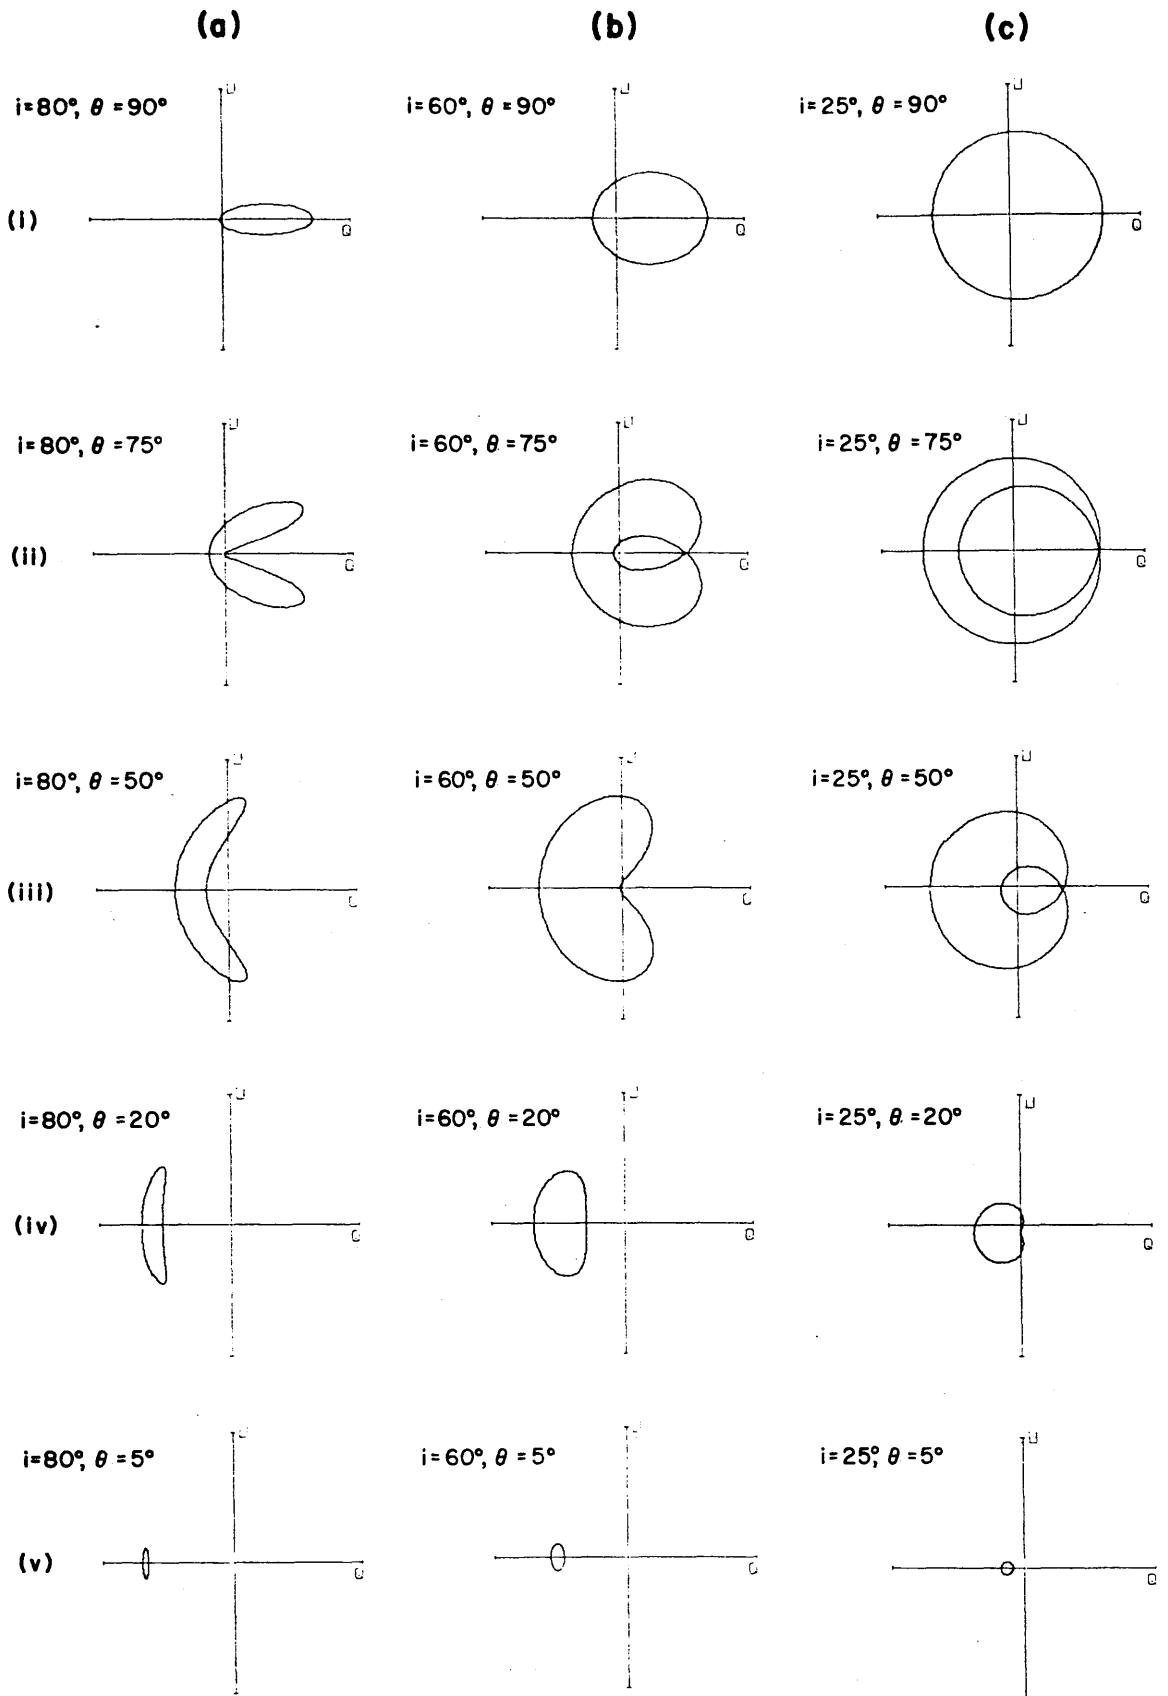 (a) (b) (c)
i=80°, θ=90° i=60°, θ=90° i=25°, θ=90°
U U U
(i)
Q Q Q
i=80°, θ=75° i=60°, θ=75° i=25°, θ=75°
U U U
(ii)
Q Q Q
i=80°, θ=50° i=60°, θ=50° i=25°, θ=50°
U U U
(iii)
Q Q Q
i=80°, θ=20° i=60°, θ=20° i=25°, θ=20°
U U U
(iv)
Q Q Q
i=80°, θ=5° i=60°, θ=5° i=25°, θ=5°
U U U
(v)
Q Q Q